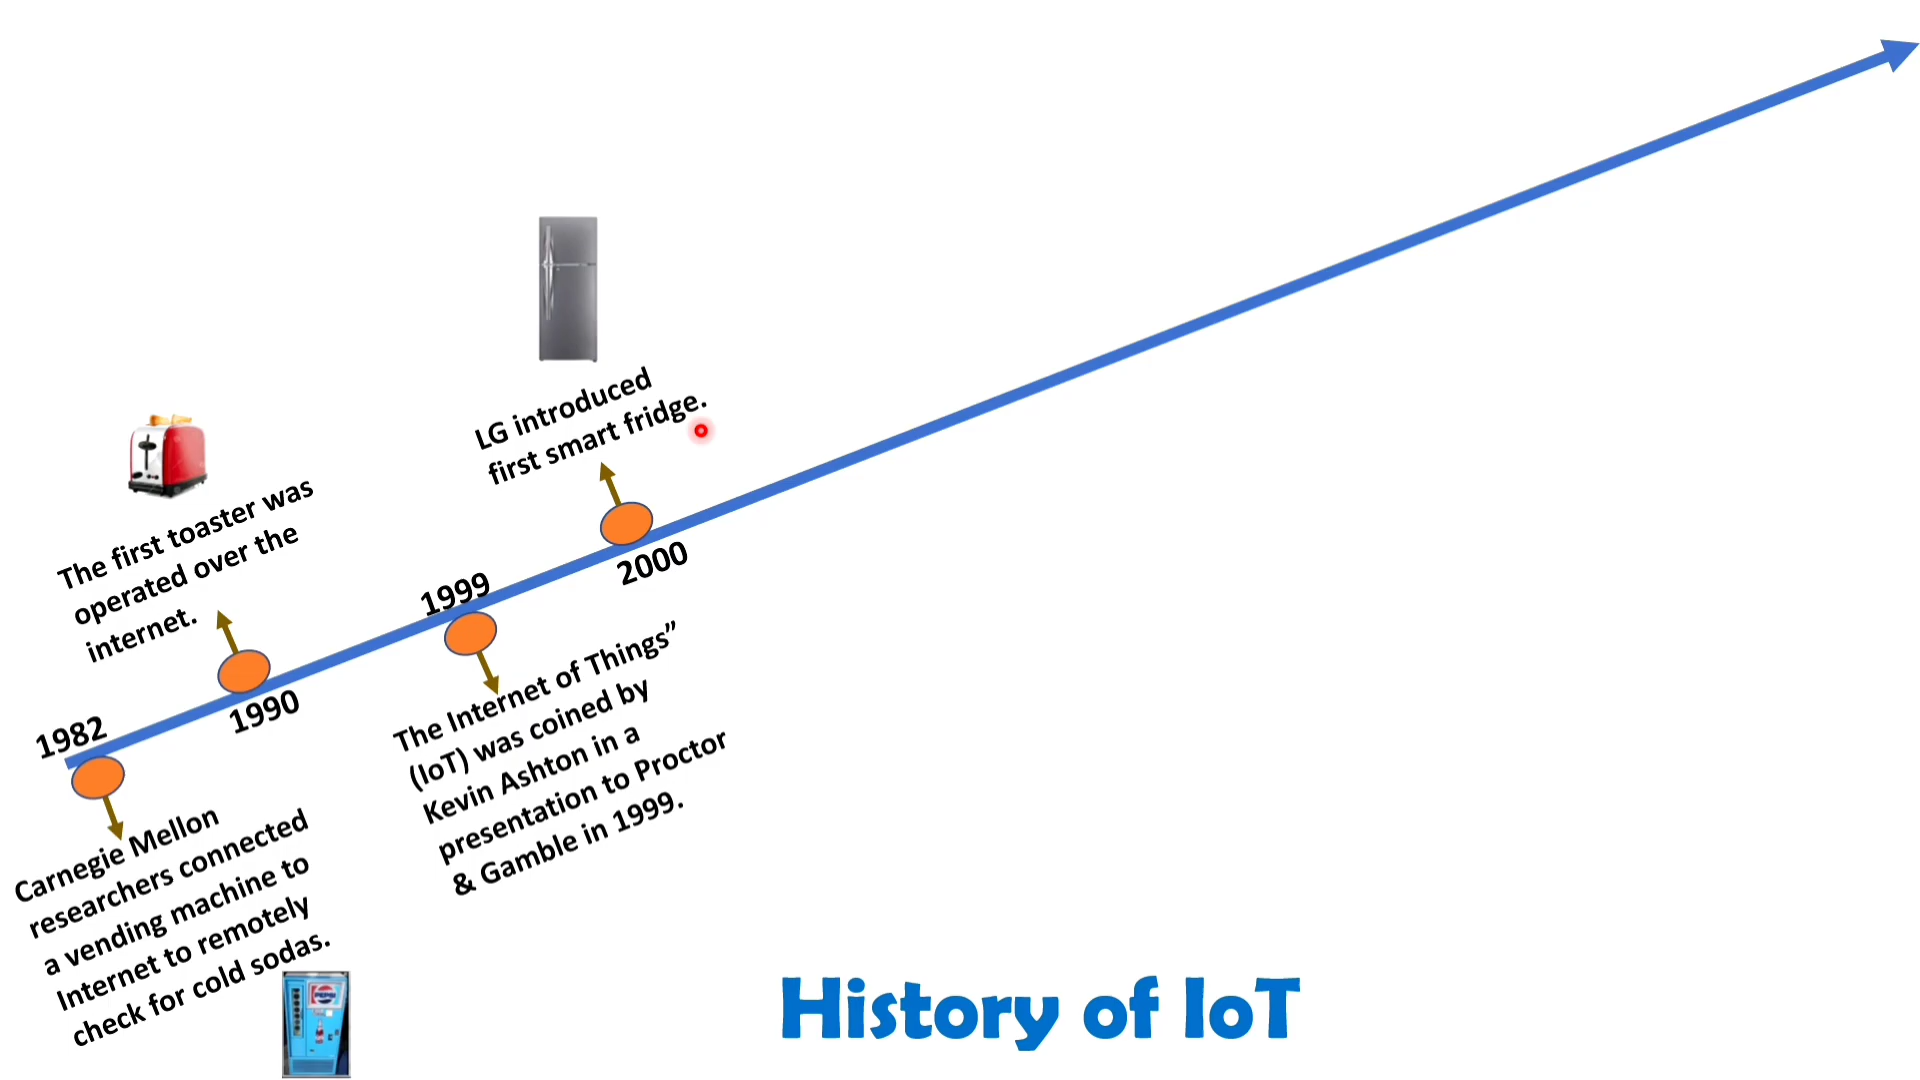 LG introduced
first smart fridge.
The first toaster was
operated over the
internet.
1982
1990
1999
2000
The Internet of Things”
(IoT) was coined by
Kevin Ashton in a
presentation to Proctor
& Gamble in 1999.
Carnegie Mellon
researchers connected
a vending machine to
Internet to remotely
check for cold sodas.
PEPSI
History of IoT